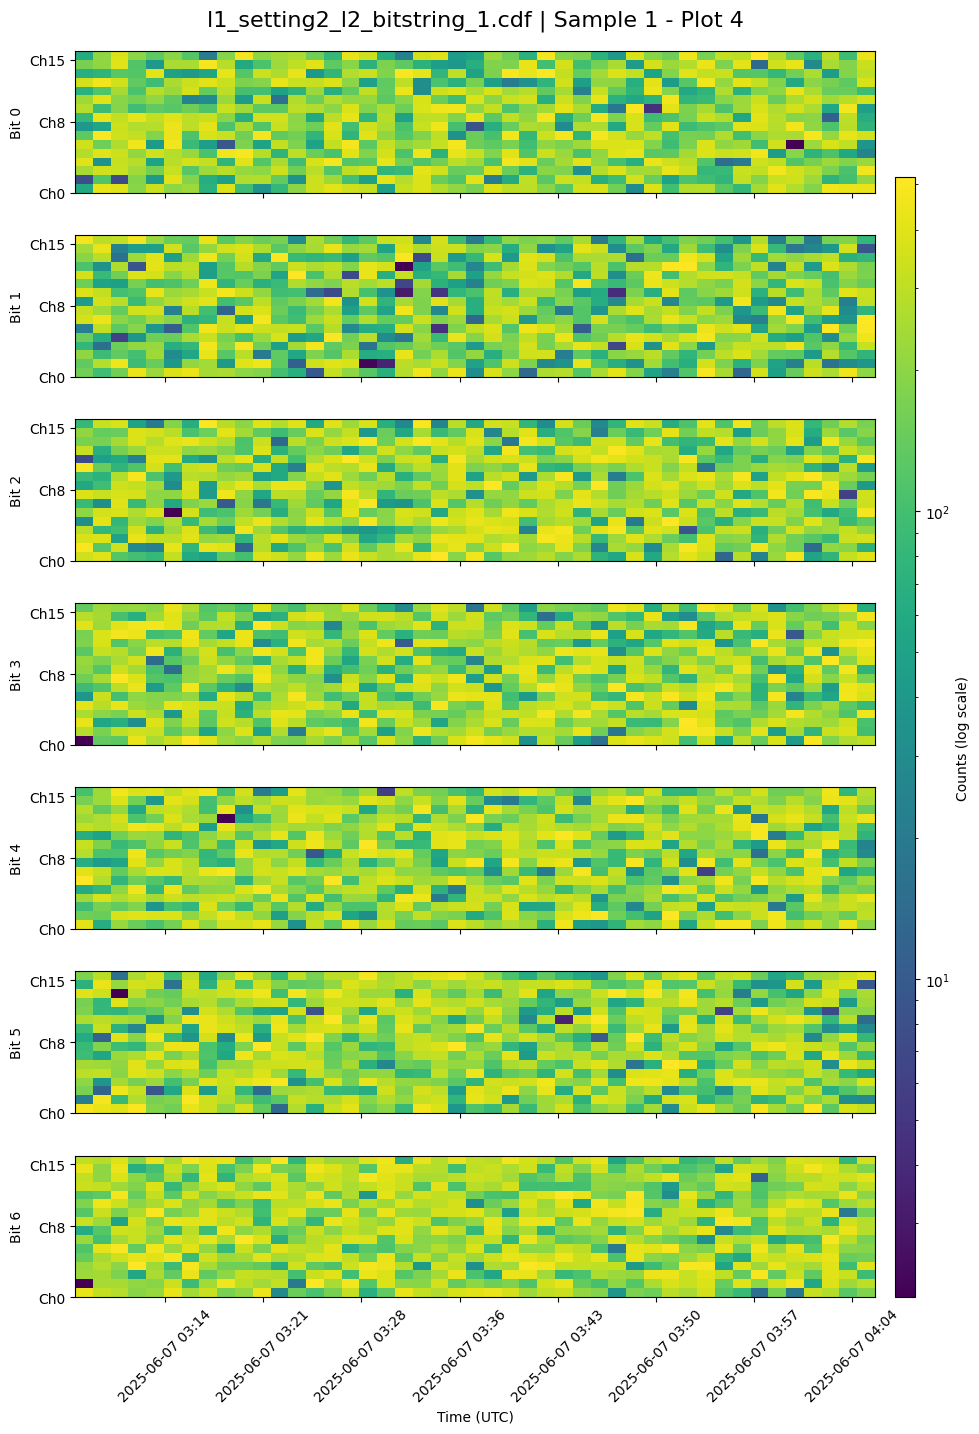 l1_setting2_l2_bitstring_1.cdf | Sample 1 - Plot 4
Ch15
Bit 0
Ch8
Ch0
Ch15
Bit 1
Ch8
Ch0
Ch15
Bit 2
Ch8
Ch0
Ch15
Bit 3
Ch8
Ch0
Ch15
Bit 4
Ch8
Ch0
Ch15
Bit 5
Ch8
Ch0
Ch15
Bit 6
Ch8
Ch0
2025-06-07 03:14
2025-06-07 03:21
2025-06-07 03:28
2025-06-07 03:36
2025-06-07 03:43
2025-06-07 03:50
2025-06-07 03:57
2025-06-07 04:04
Time (UTC)
10²
10¹
Counts (log scale)